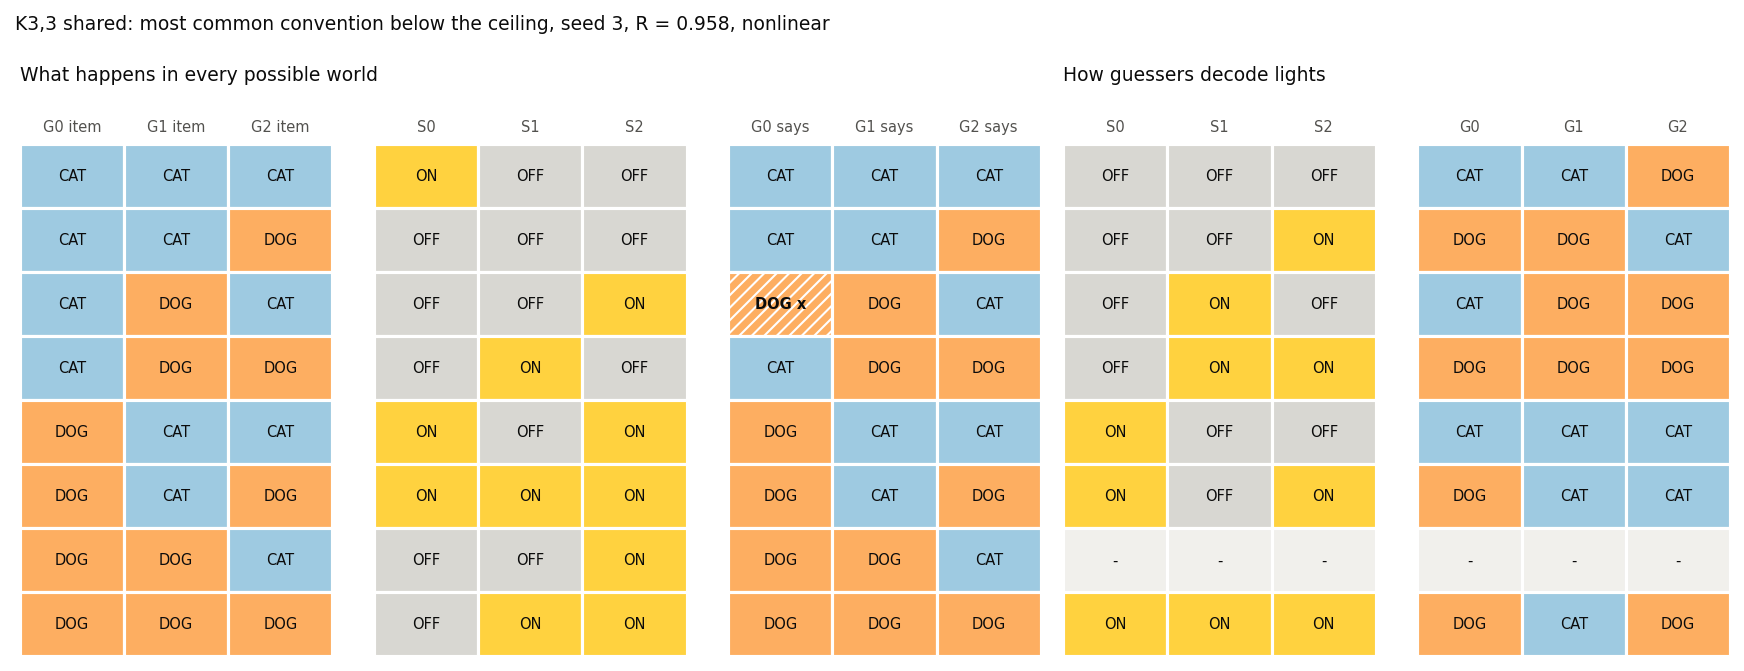 K3,3 shared: most common convention below the ceiling, seed 3, R = 0.958, nonlinear
What happens in every possible world
How guessers decode lights
G0 item G1 item G2 item S0 S1 S2 G0 says G1 says G2 says S0 S1 S2 G0 G1 G2
CAT CAT CAT ON OFF OFF CAT CAT CAT OFF OFF OFF CAT CAT DOG
CAT CAT DOG OFF OFF OFF CAT CAT DOG OFF OFF ON DOG DOG CAT
CAT DOG CAT OFF OFF ON DOG x DOG CAT OFF ON OFF CAT DOG DOG
CAT DOG DOG OFF ON OFF CAT DOG DOG OFF ON ON DOG DOG DOG
DOG CAT CAT ON OFF ON DOG CAT CAT ON OFF OFF CAT CAT CAT
DOG CAT DOG ON ON ON DOG CAT DOG ON OFF ON DOG CAT CAT
DOG DOG CAT OFF OFF ON DOG DOG CAT - - - - - -
DOG DOG DOG OFF ON ON DOG DOG DOG ON ON ON DOG CAT DOG